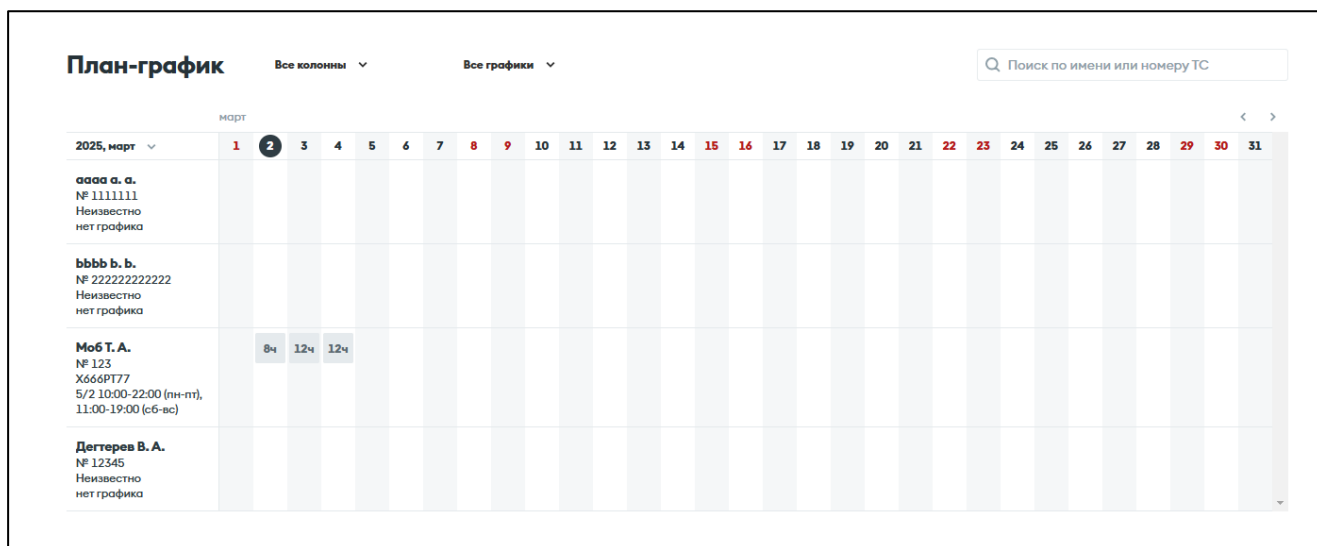 План-график Все колонны Все графики Поиск по имени или номеру ТС
март
2025, март 1 2 3 4 5 6 7 8 9 10 11 12 13 14 15 16 17 18 19 20 21 22 23 24 25 26 27 28 29 30 31
аааа а. а.
№ 1111111
Неизвестно
нет графика
bbbb b. b.
№ 222222222222
Неизвестно
нет графика
Моб Т. А. 8ч 12ч 12ч
№ 123
X666PT77
5/2 10:00-22:00 (пн-пт),
11:00-19:00 (сб-вс)
Дегтерев В. А.
№ 12345
Неизвестно
нет графика